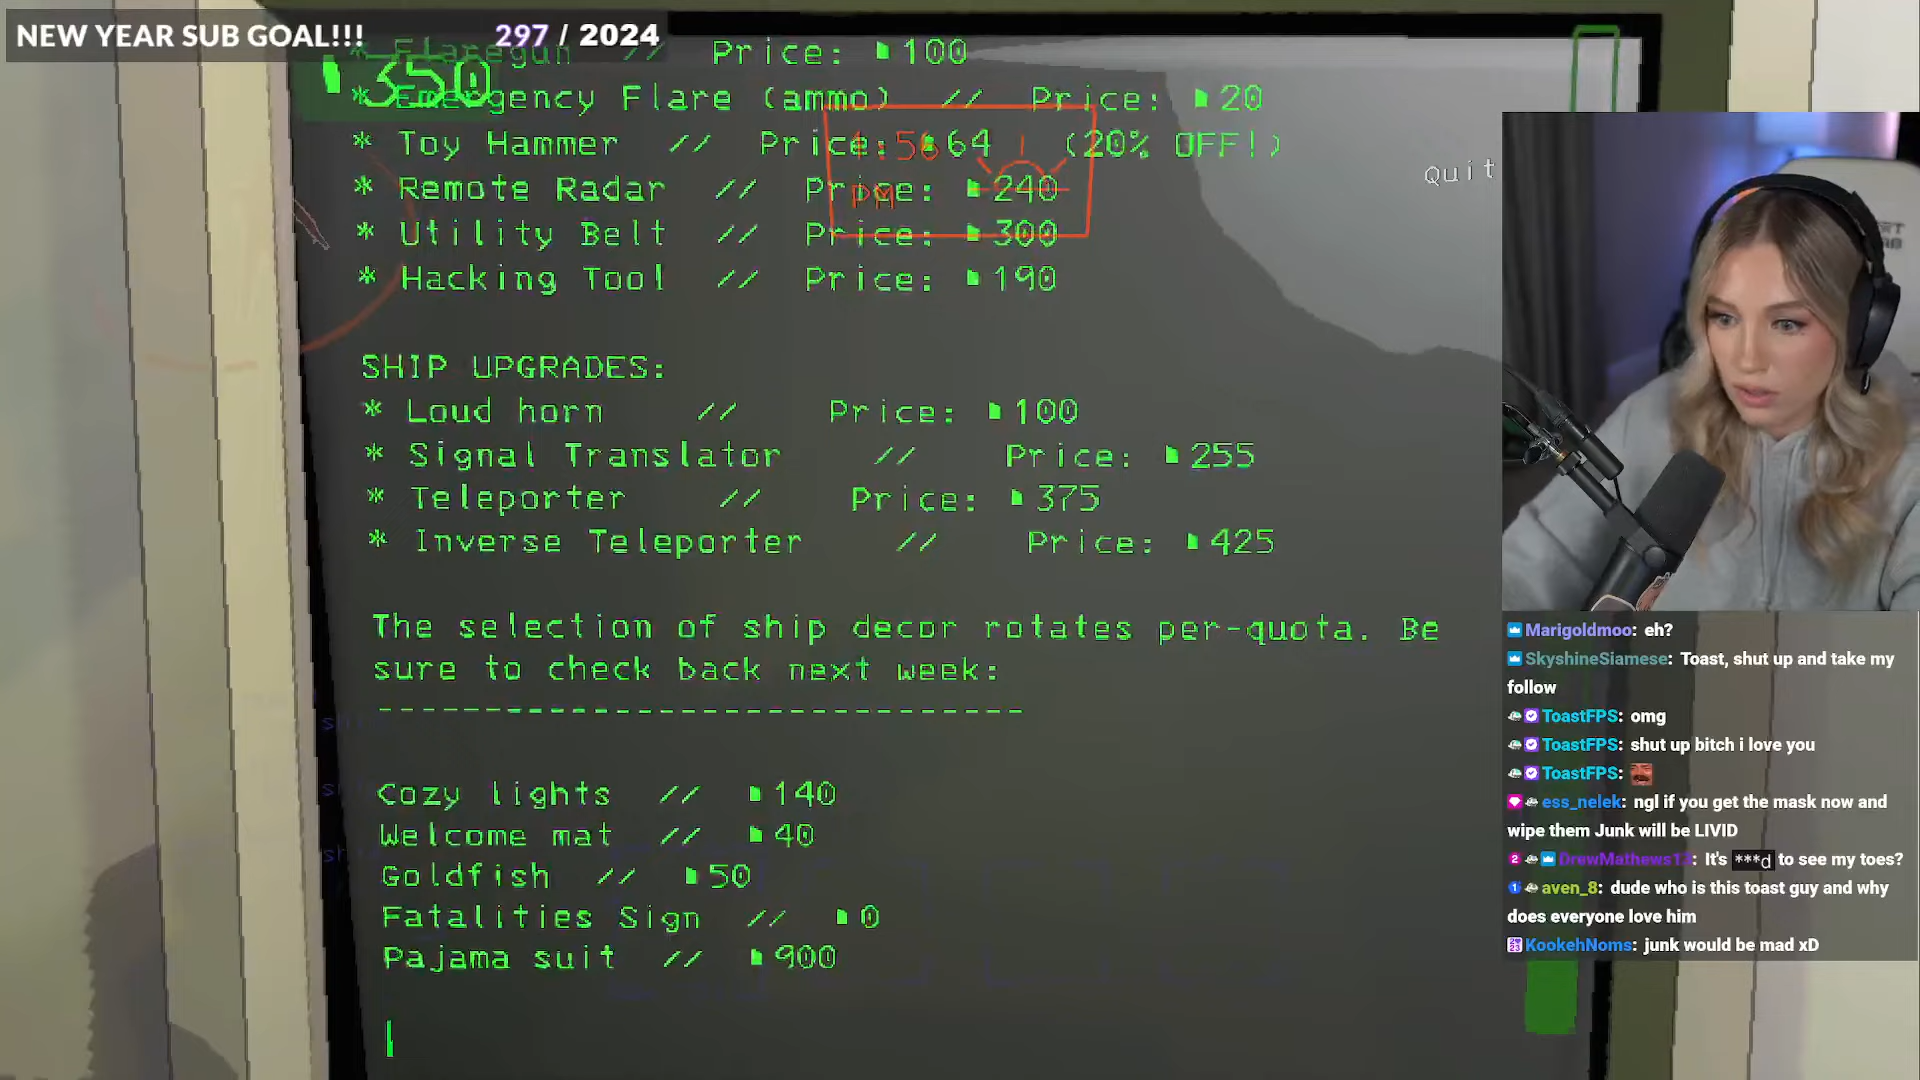 NEW YEAR SUB GOAL!!! 297 / 2024
* Flaregun // Price: 100
350
* Emergency Flare (ammo) // Price: 20
* Toy Hammer // Price: 64 (20% OFF!)
* Remote Radar // Price: 240
PM
Quit
* Utility Belt // Price: 300
* Hacking Tool // Price: 190
SHIP UPGRADES:
* Loud horn // Price: 100
* Signal Translator // Price: 255
* Teleporter // Price: 375
* Inverse Teleporter // Price: 425
The selection of ship decor rotates per-quota. Be
sure to check back next week:
------------------------------
Cozy lights // 140
Welcome mat // 40
Goldfish // 50
Fatalities Sign // 0
Pajama suit // 900
Marigoldmoo: eh?
SkyshineSiamese: Toast, shut up and take my
follow
ToastFPS: omg
ToastFPS: shut up bitch i love you
ToastFPS:
ess_nelek: ngl if you get the mask now and
wipe them Junk will be LIVID
DrewMathews13: It's ***d to see my toes?
aven_8: dude who is this toast guy and why
does everyone love him
KookehNoms: junk would be mad xD